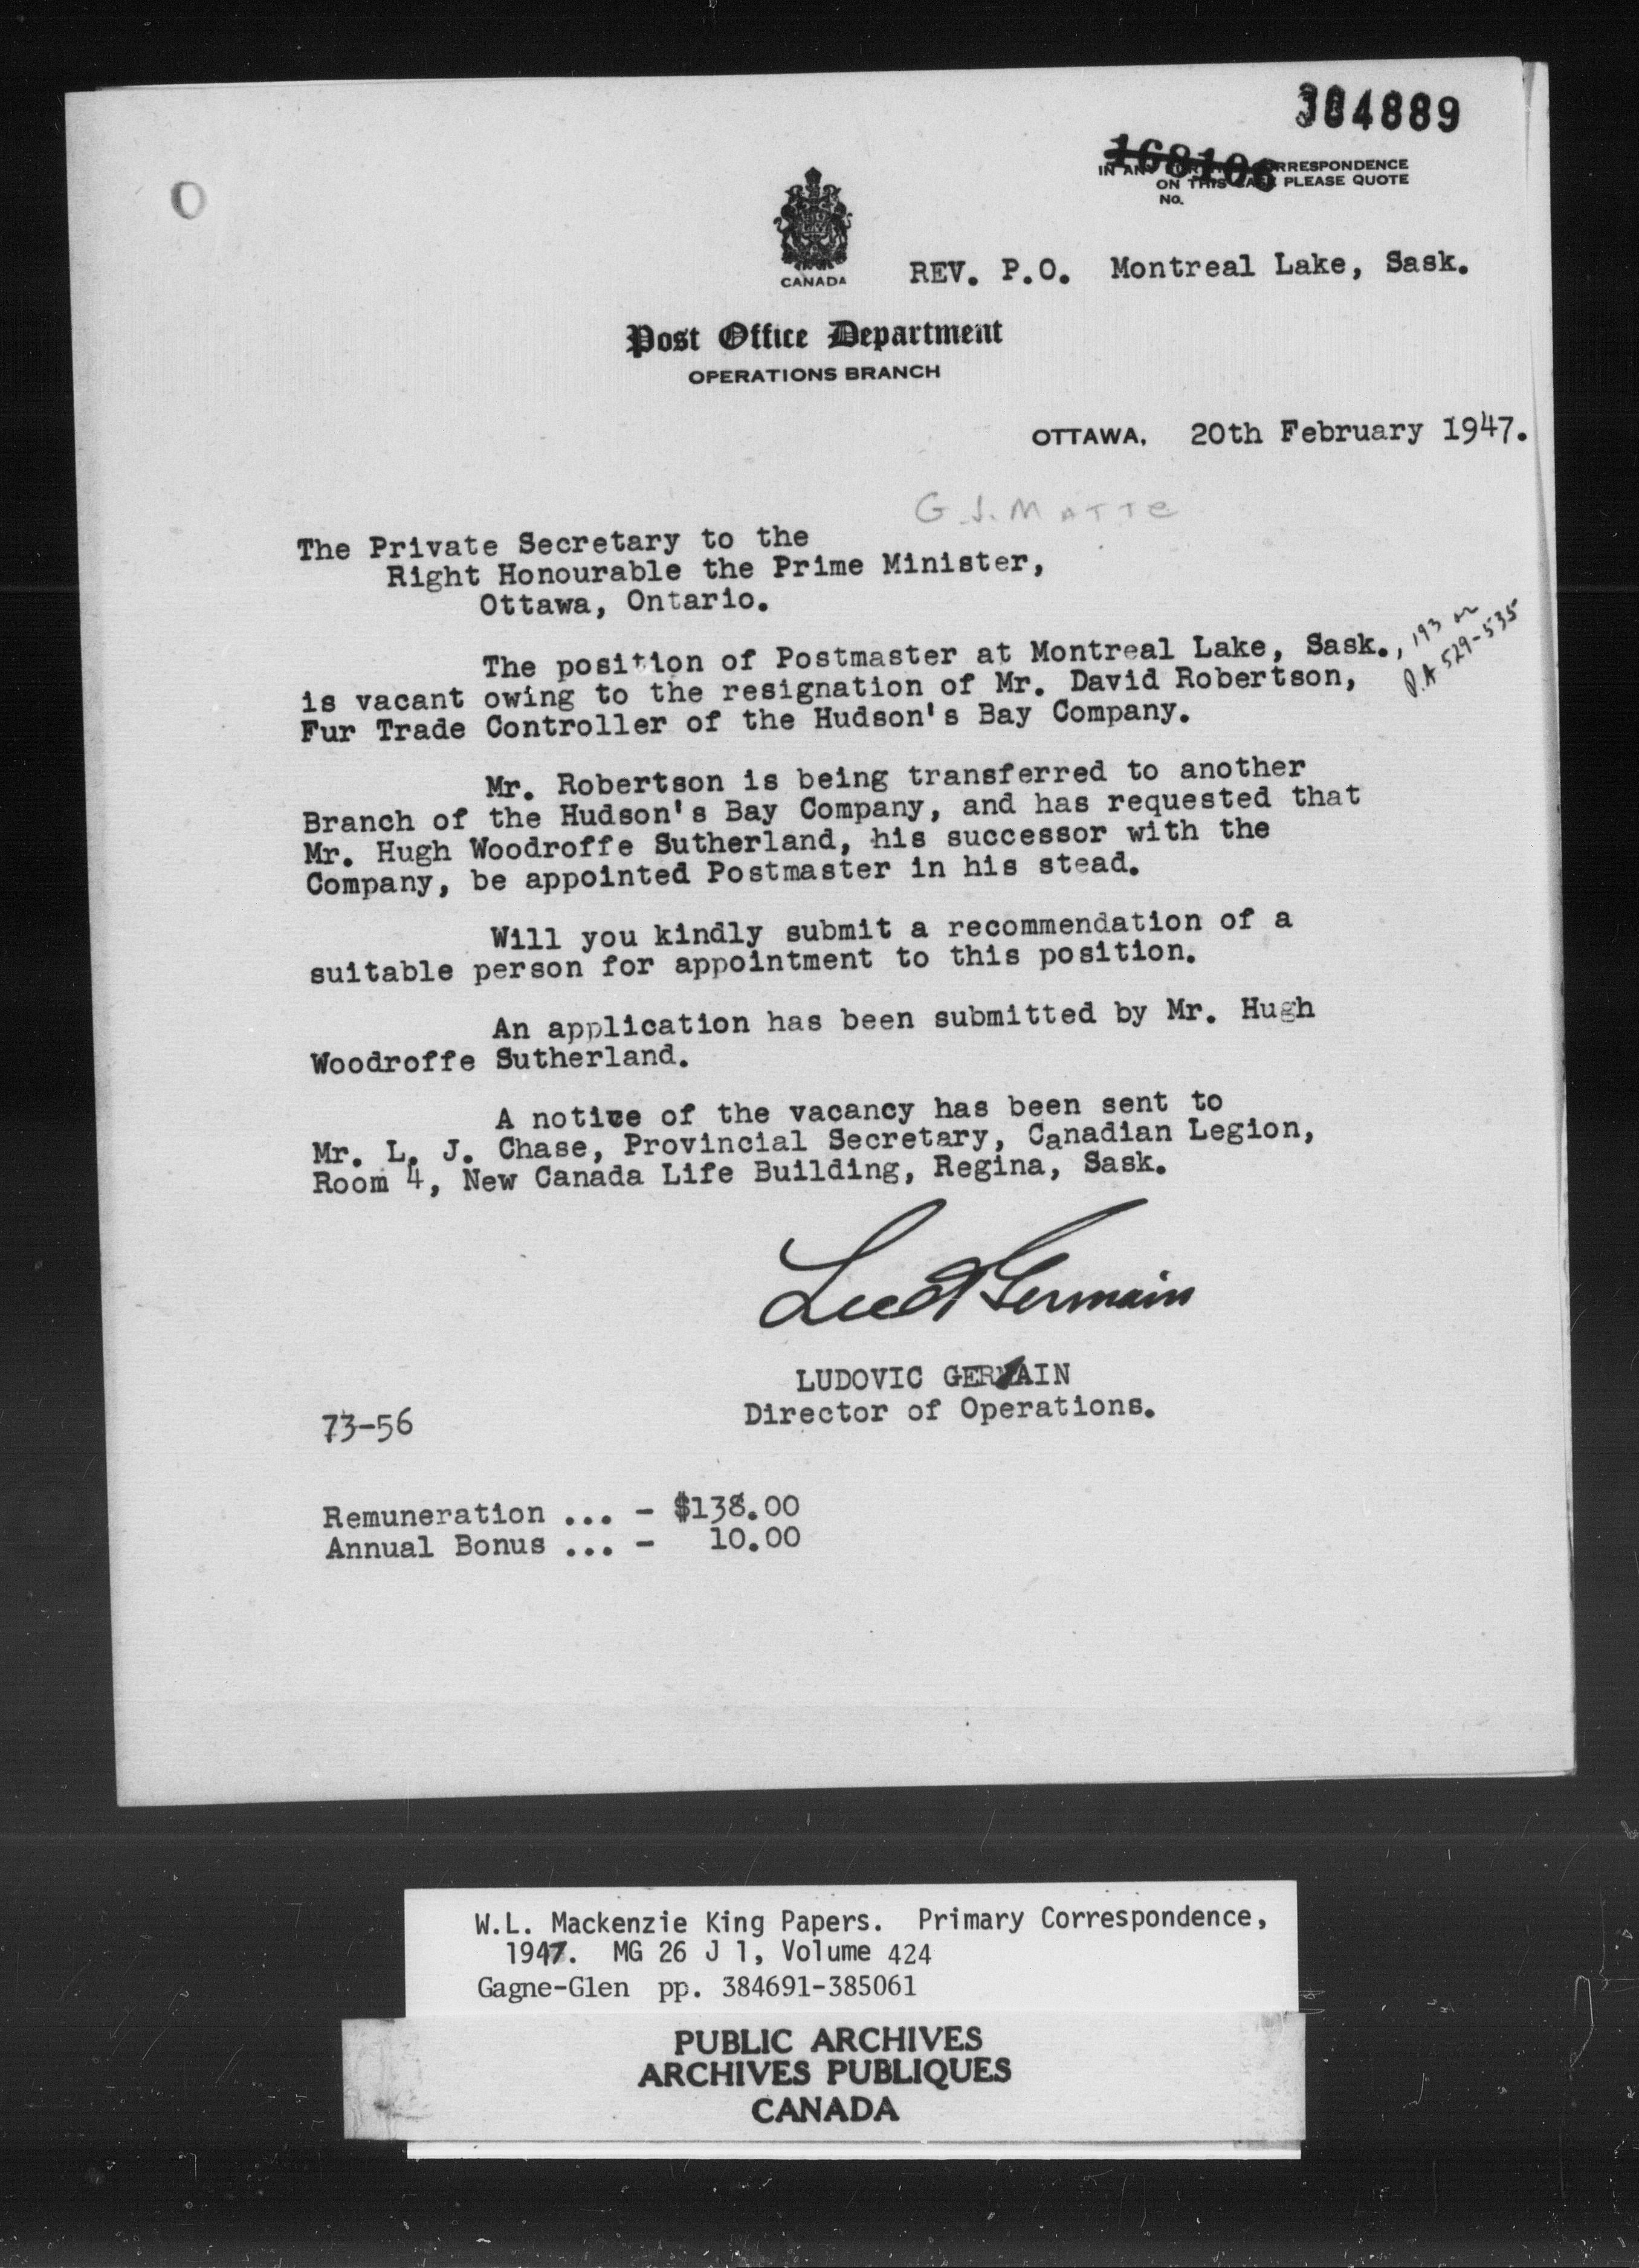 384889
168106
IN ANY FURTHER CORRESPONDENCE
ON THIS CASE PLEASE QUOTE
No.
CANADA
REV. P.O. Montreal Lake, Sask.
Post Office Department
OPERATIONS BRANCH
OTTAWA, 20th February 1947.
G.J. MATTE
The Private Secretary to the
Right Honourable the Prime Minister,
Ottawa, Ontario.
The position of Postmaster at Montreal Lake, Sask.,
is vacant owing to the resignation of Mr. David Robertson,
Fur Trade Controller of the Hudson's Bay Company.
193
P.A 529-535
Mr. Robertson is being transferred to another
Branch of the Hudson's Bay Company, and has requested that
Mr. Hugh Woodroffe Sutherland, his successor with the
Company, be appointed Postmaster in his stead.
Will you kindly submit a recommendation of a
suitable person for appointment to this position.
An application has been submitted by Mr. Hugh
Woodroffe Sutherland.
A notice of the vacancy has been sent to
Mr. L. J. Chase, Provincial Secretary, Canadian Legion,
Room 4, New Canada Life Building, Regina, Sask.
Lud Germain
LUDOVIC GERMAIN
Director of Operations.
73-56
Remuneration ... - $138.00
Annual Bonus ... - 10.00
W.L. Mackenzie King Papers. Primary Correspondence,
1947. MG 26 J 1, Volume 424
Gagne-Glen pp. 384691-385061
PUBLIC ARCHIVES
ARCHIVES PUBLIQUES
CANADA